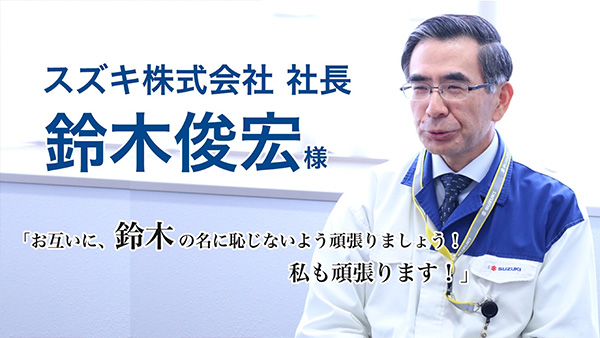 スズキ株式会社 社長
鈴木俊宏様
「お互いに、鈴木の名に恥じないよう頑張りましょう！
私も頑張ります！」
SUZUKI